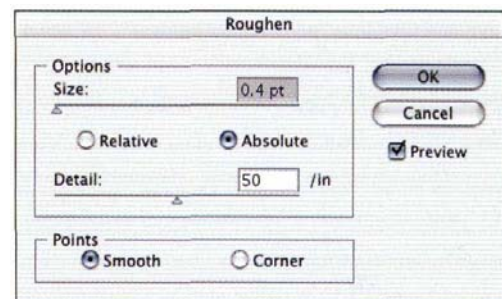 Roughen
Options
Size: 0.4 pt
Relative Absolute
Detail: 50 /in
Points
Smooth Corner
OK
Cancel
Preview